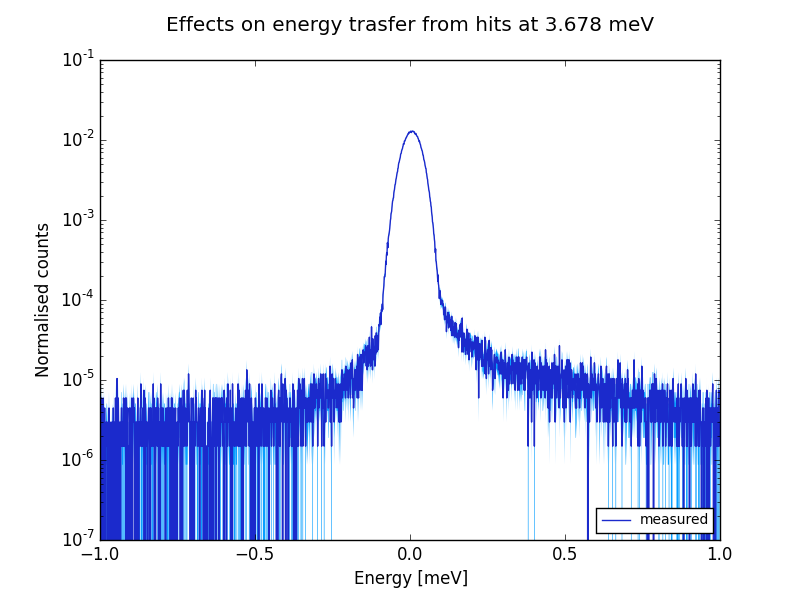 Effects on energy trasfer from hits at 3.678 meV
10^-1
10^-2
10^-3
10^-4
10^-5
10^-6
10^-7
Normalised counts
−1.0 −0.5 0.0 0.5 1.0
Energy [meV]
measured